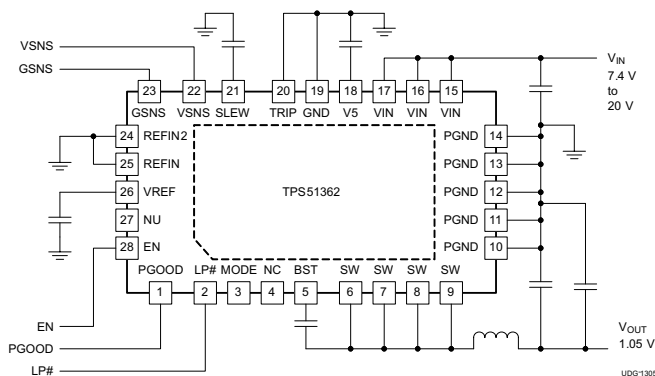 VSNS
GSNS
V_IN
7.4 V
to
20 V
23 22 21 20 19 18 17 16 15
GSNS VSNS SLEW TRIP GND V5 VIN VIN VIN
24 REFIN2
25 REFIN
26 VREF
27 NU
28 EN
TPS51362
PGND 14
PGND 13
PGND 12
PGND 11
PGND 10
PGOOD LP# MODE NC BST SW SW SW SW
1 2 3 4 5 6 7 8 9
EN
PGOOD
LP#
V_OUT
1.05 V